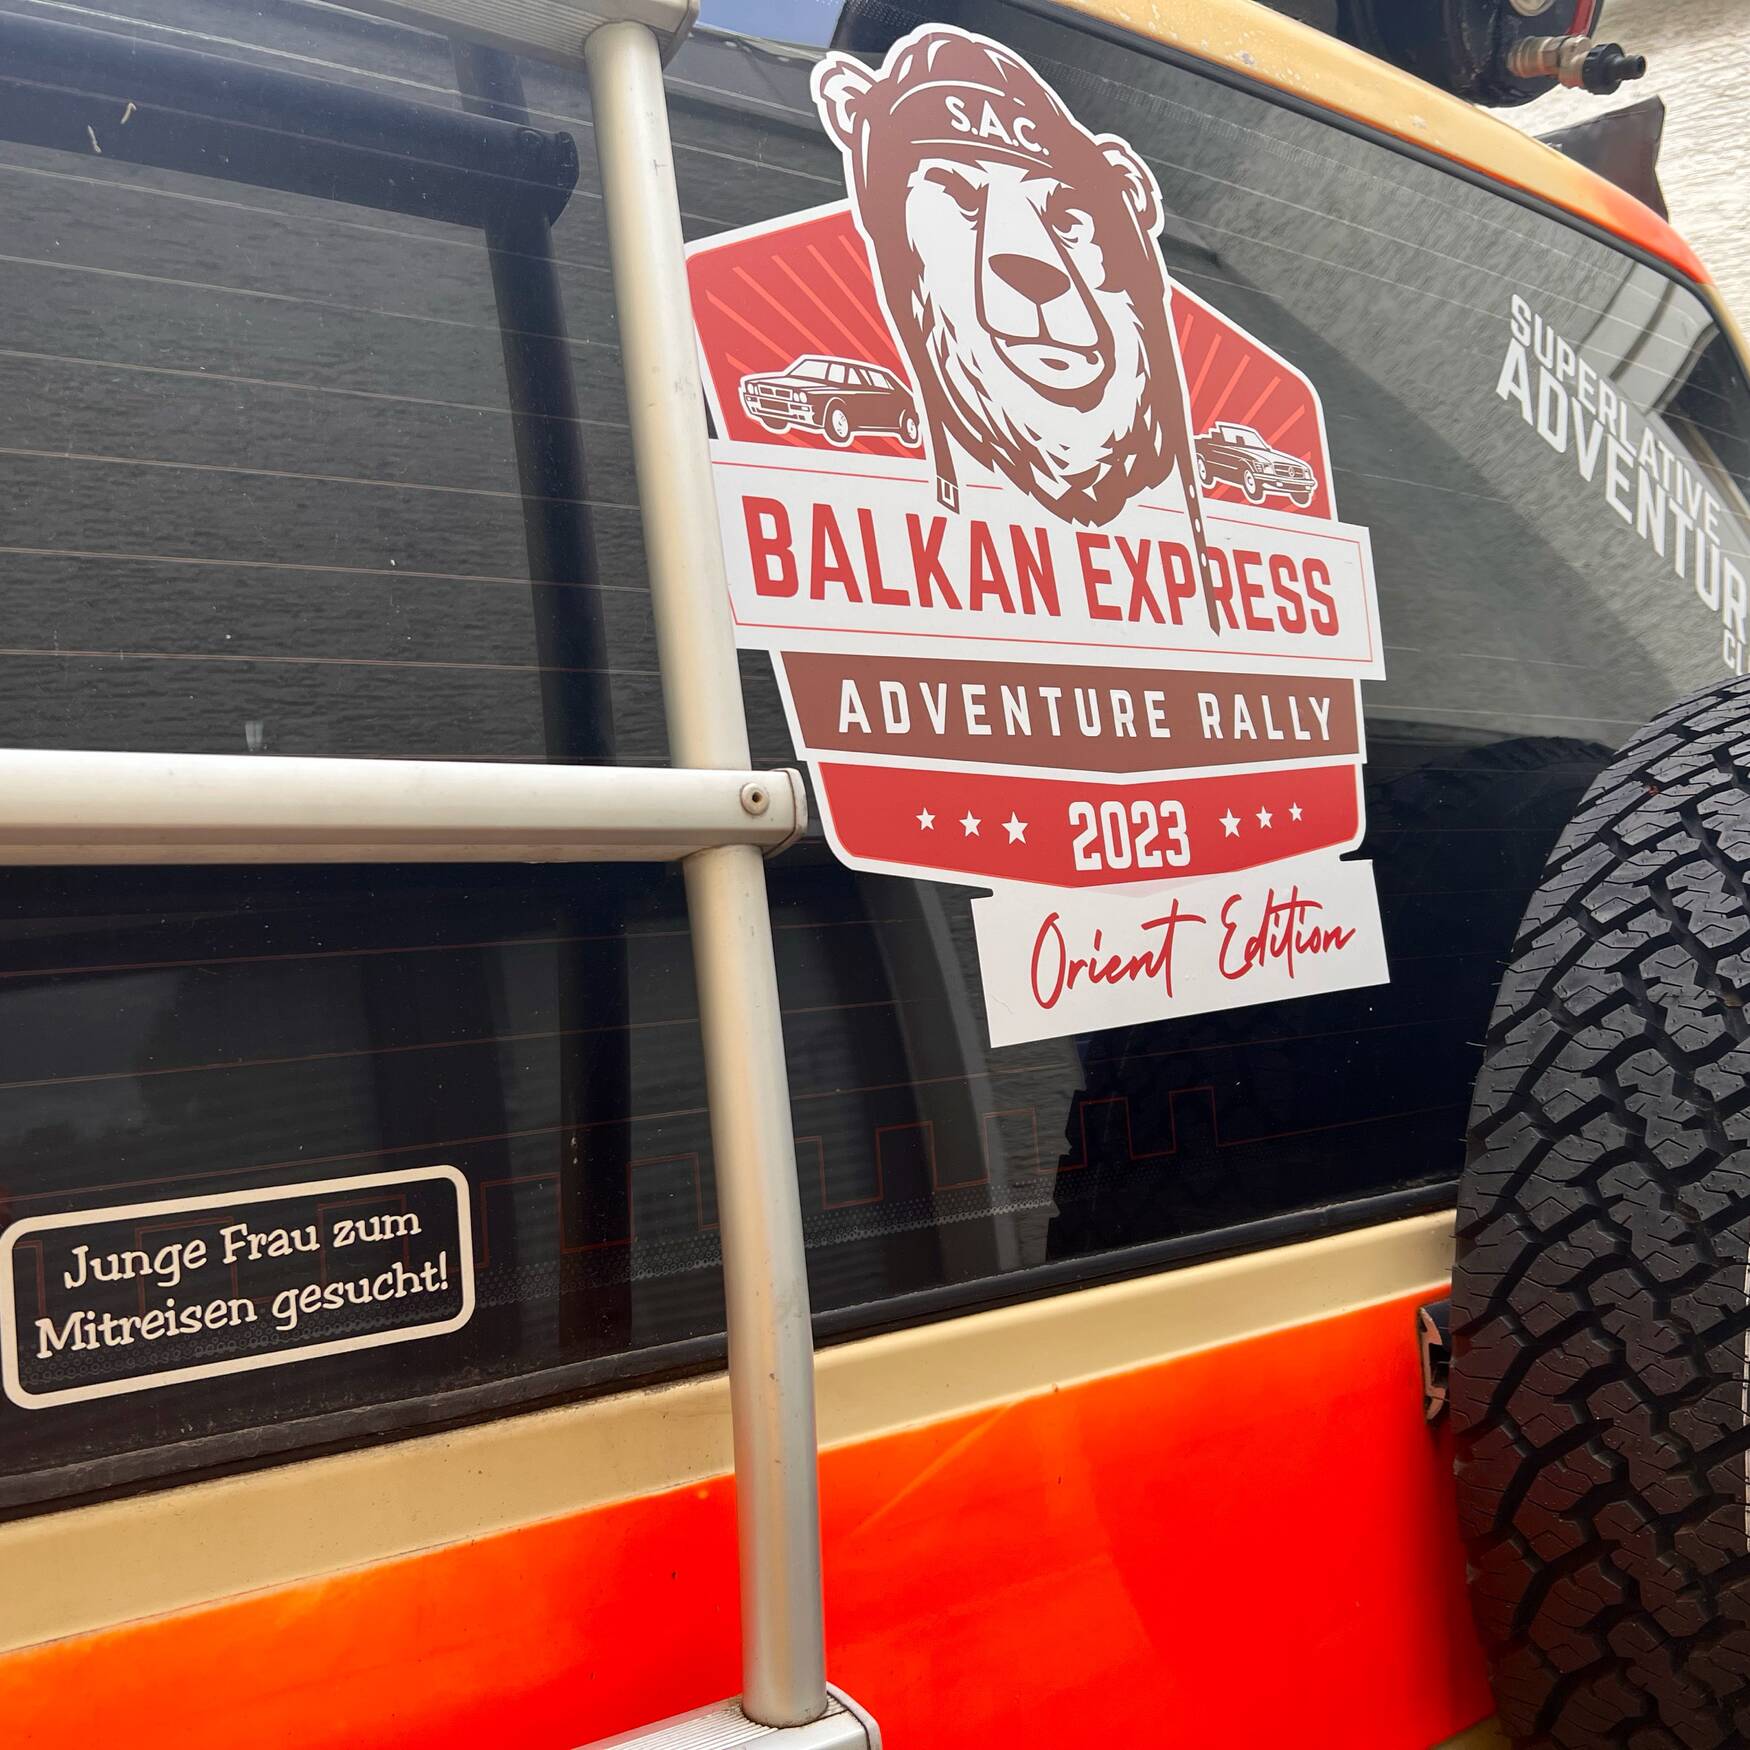 S.A.C.
BALKAN EXPRESS
ADVENTURE RALLY
2023
Orient Edition
SUPERLATIVE
ADVENTUR
Junge Frau zum
Mitreisen gesucht!